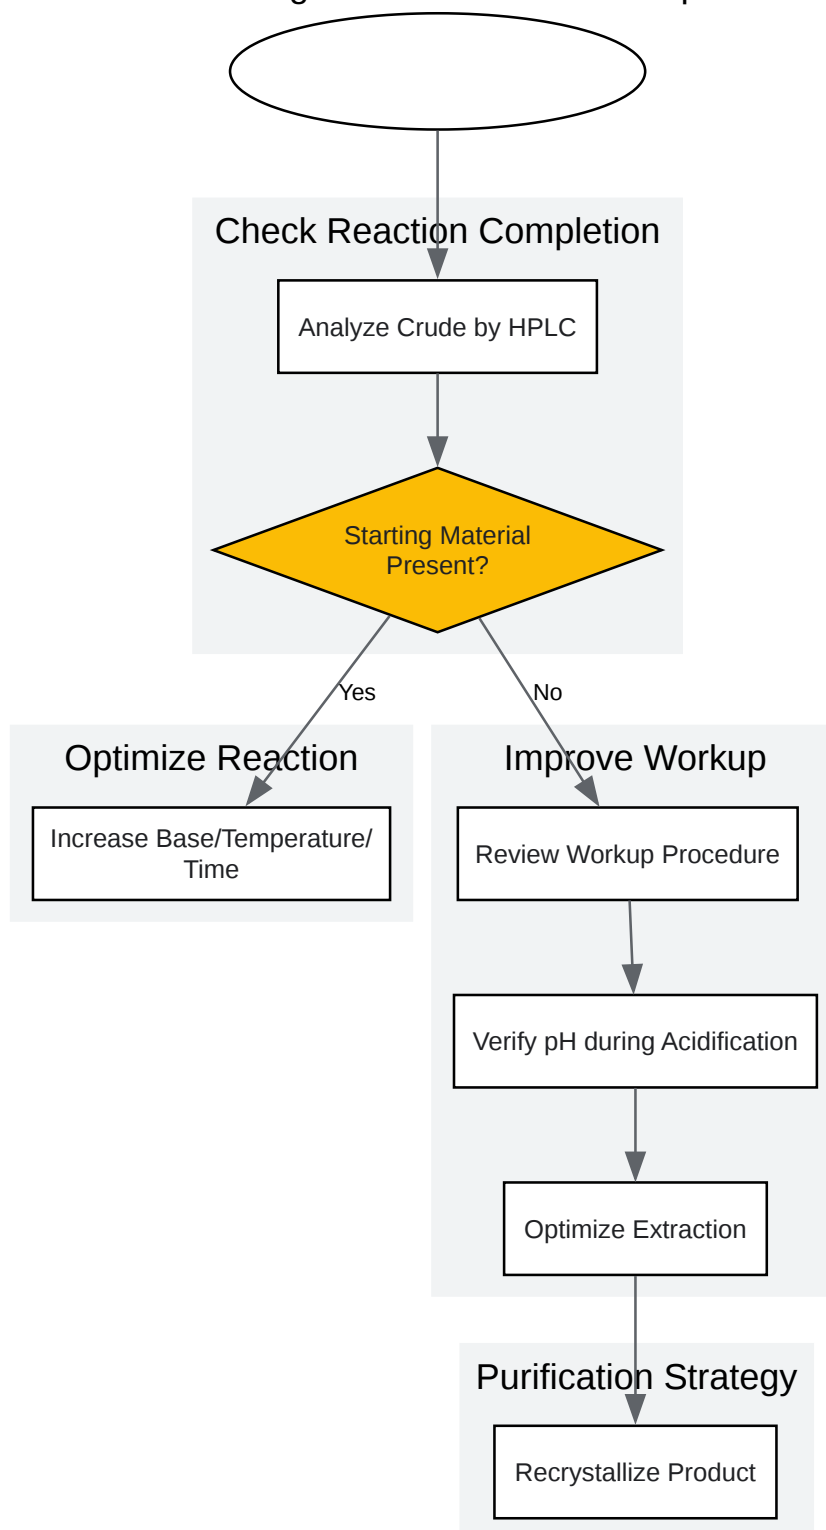 Check Reaction Completion
Analyze Crude by HPLC
Starting Material
Present?
Yes
No
Optimize Reaction
Improve Workup
Increase Base/Temperature/
Time
Review Workup Procedure
Verify pH during Acidification
Optimize Extraction
Purification Strategy
Recrystallize Product